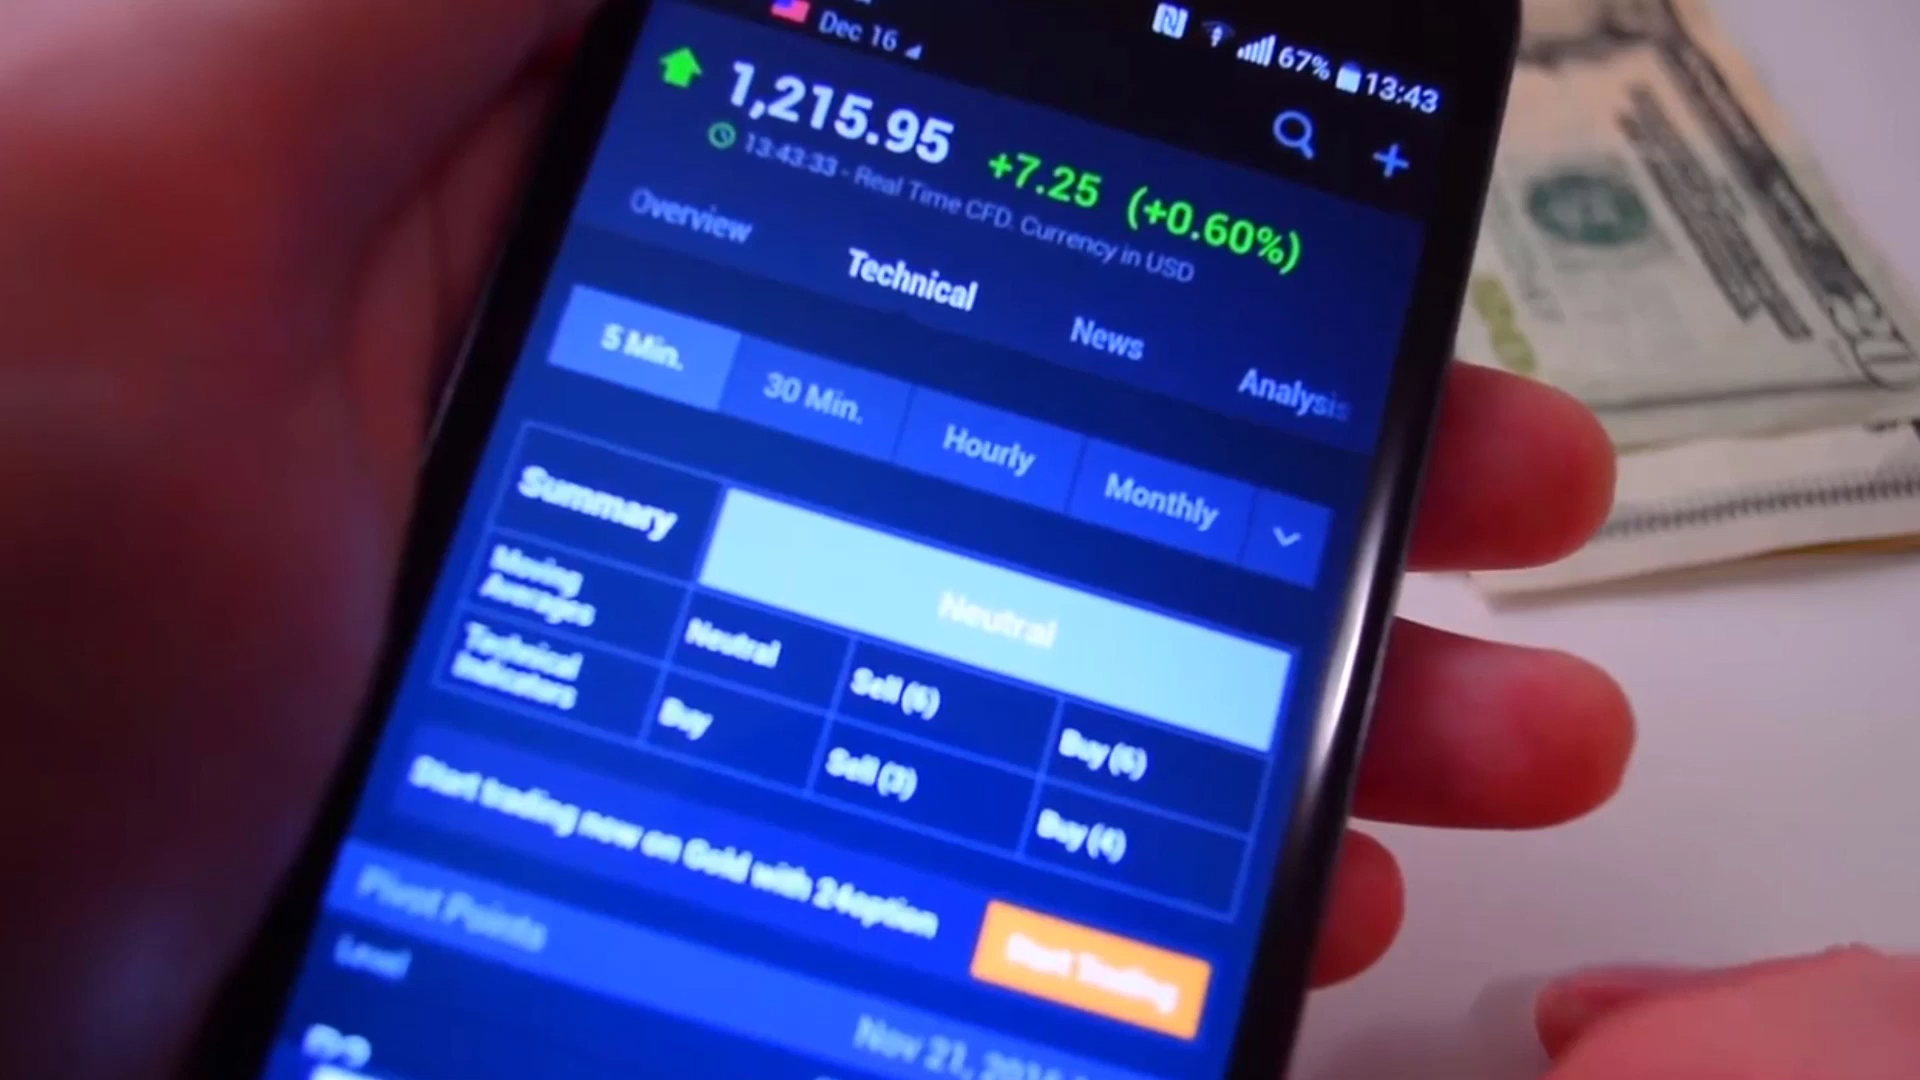 Dec 16
67% 13:43
1,215.95 +7.25 (+0.60%)
13:43:33 - Real Time CFD. Currency in USD
Overview Technical News Analysis
5 Min. 30 Min. Hourly Monthly
Summary Neutral
Moving Averages Neutral Sell (6) Buy (6)
Technical Indicators Buy Sell (3) Buy (4)
Start trading now on Gold with 24option Start Trading
Pivot Points
Level Nov 21,